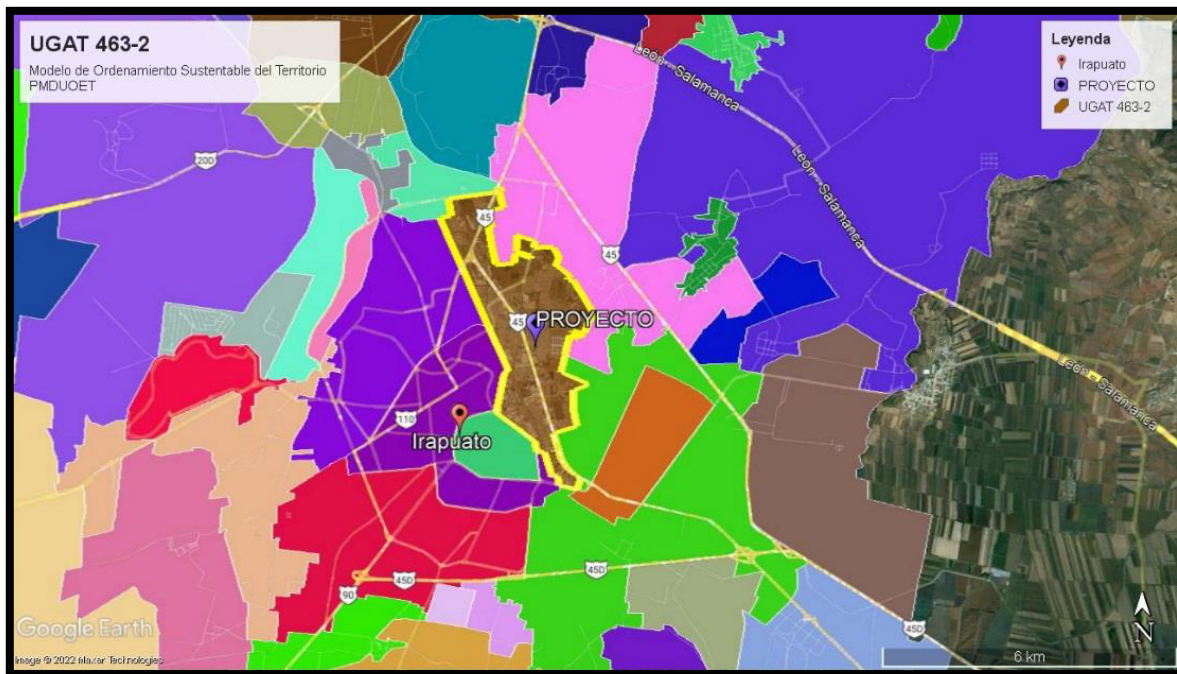 UGAT 463-2
Modelo de Ordenamiento Sustentable del Territorio
PMDUOET
Leyenda
Irapuato
PROYECTO
UGAT 463-2
León - Salamanca
20D
45
45
León - Salamanca
45
PROYECTO
110
Irapuato
León - Salamanca
45D
45D
90
45D
Google Earth
Image © 2022 Maxar Technologies
N
6 km